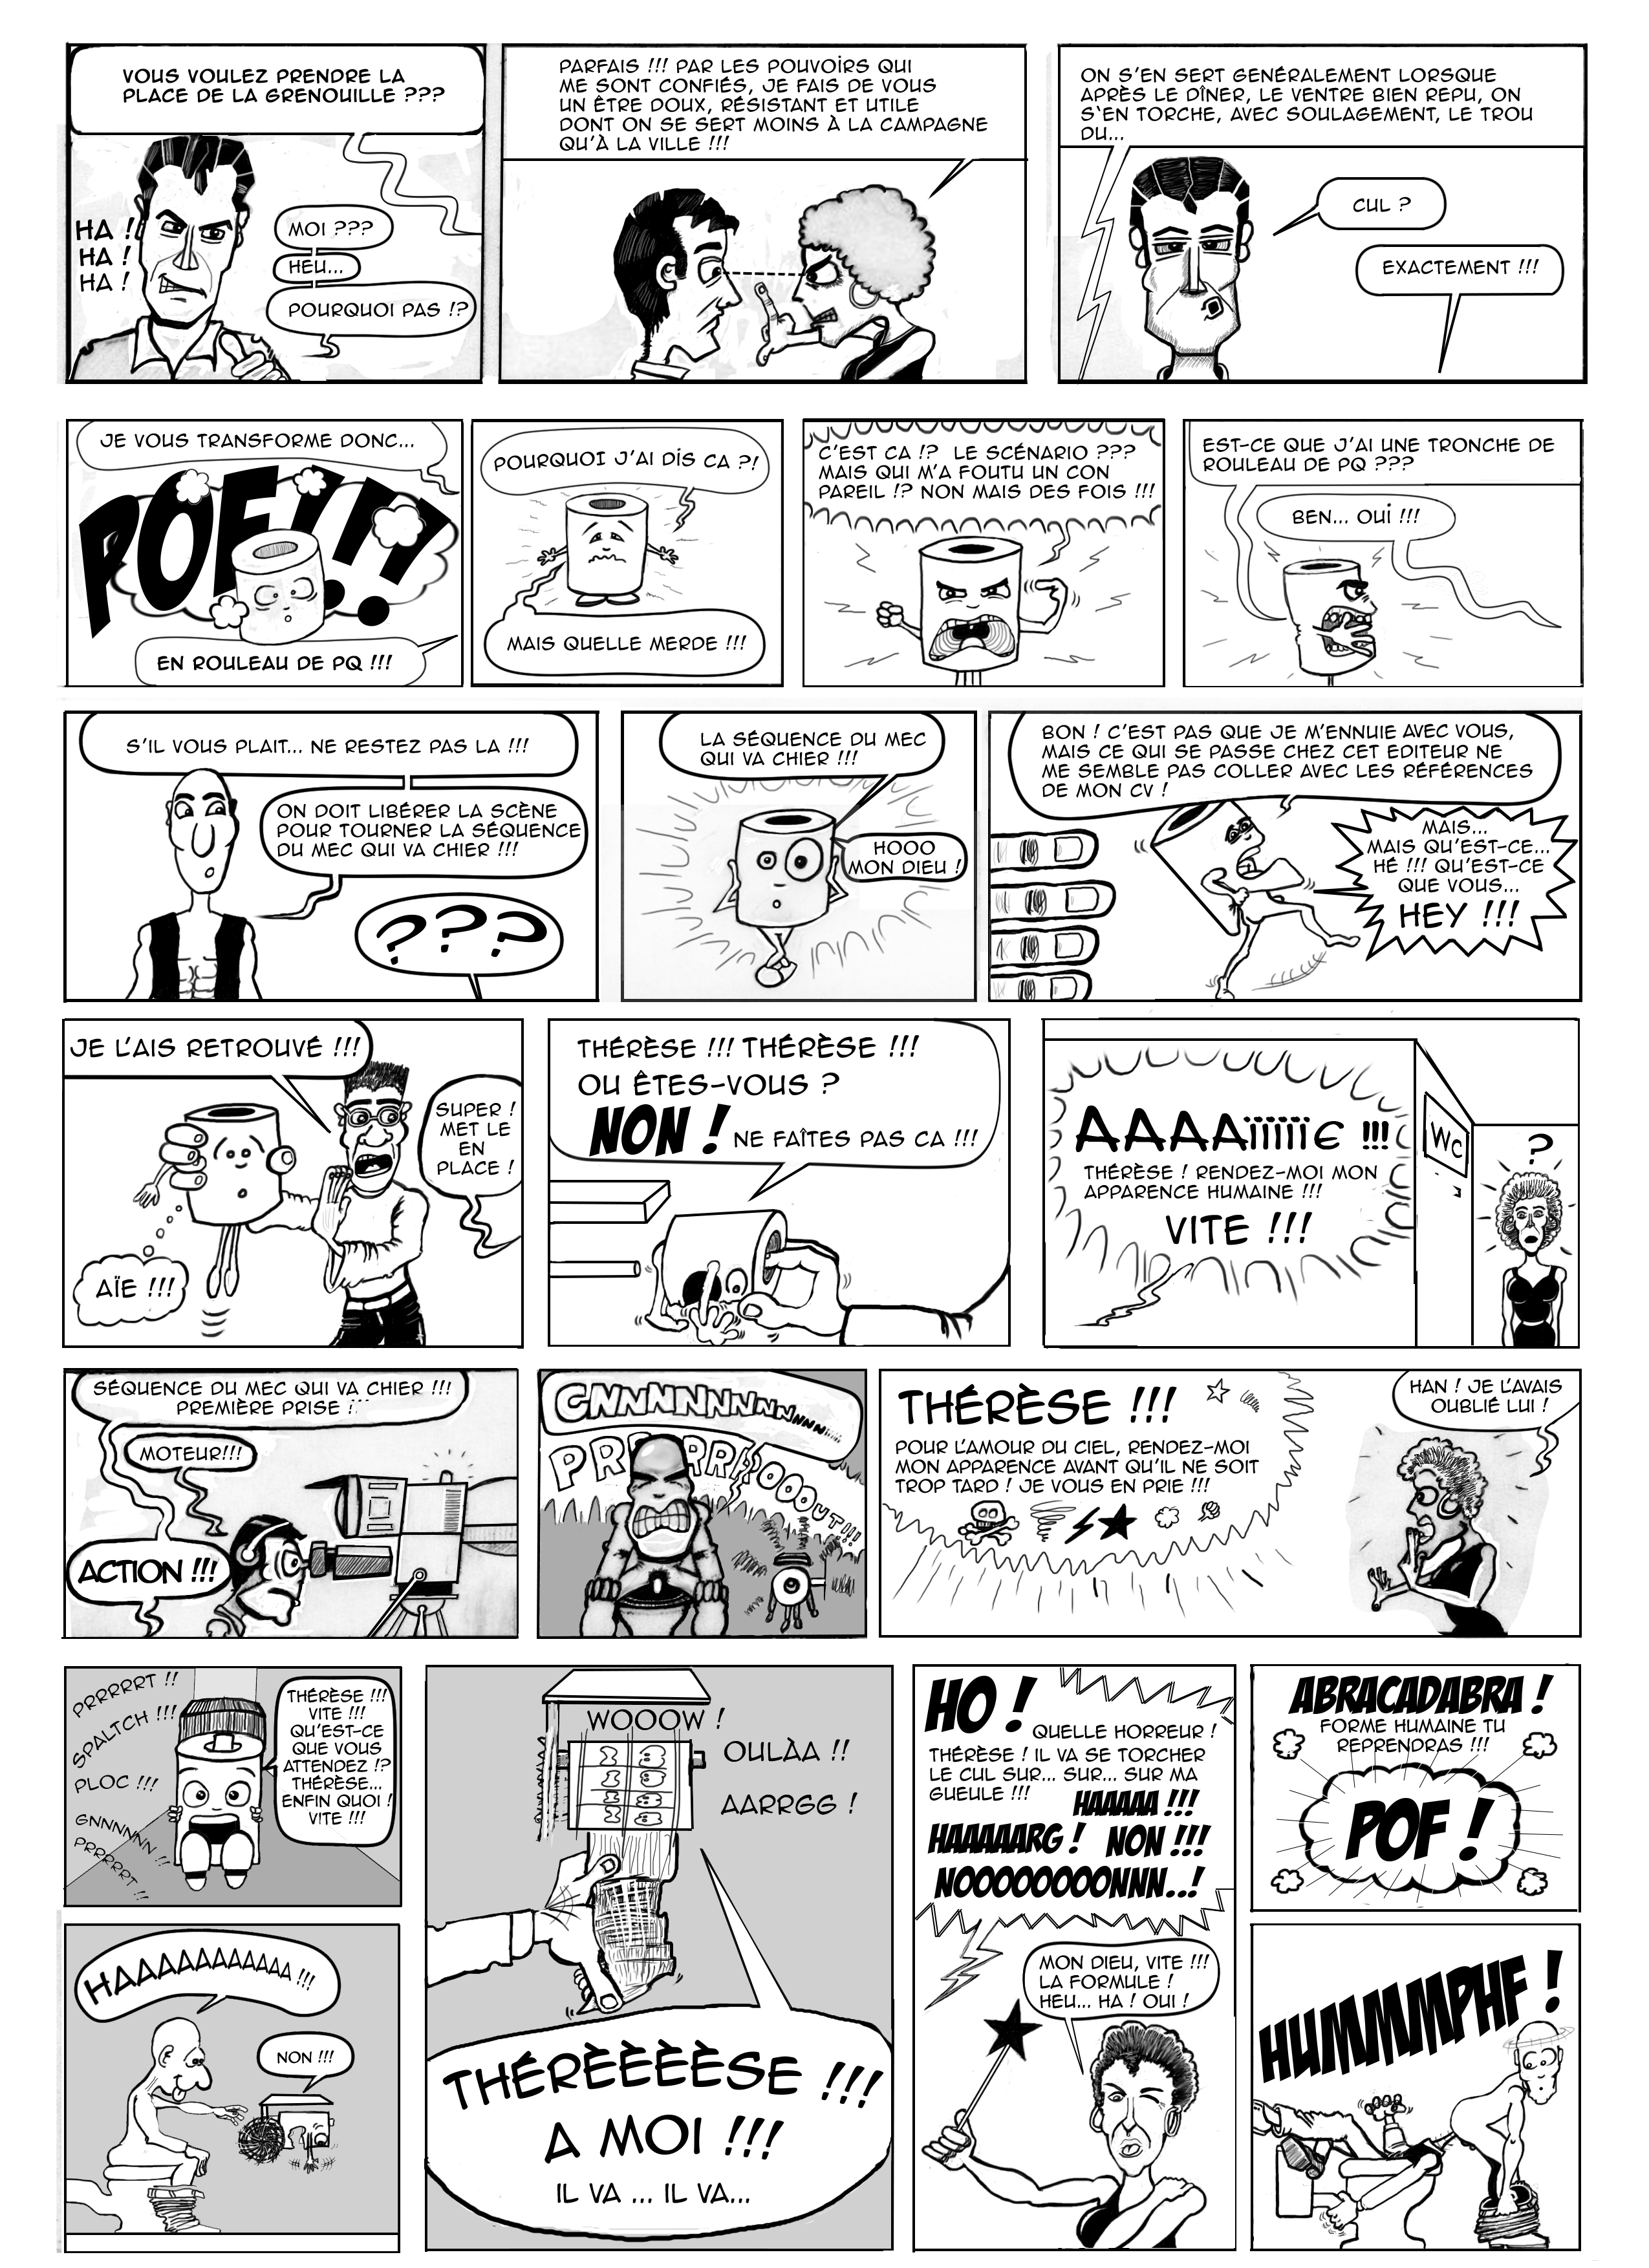 VOUS VOULEZ PRENDRE LA
PLACE DE LA GRENOUILLE ???
HA !
HA !
HA !
MOI ???
HEU...
POURQUOI PAS !?
PARFAIS !!! PAR LES POUVOIRS QUI
ME SONT CONFIÉS, JE FAIS DE VOUS
UN ÊTRE DOUX, RÉSISTANT ET UTILE
DONT ON SE SERT MOINS À LA CAMPAGNE
QU'À LA VILLE !!!
ON S'EN SERT GENÉRALEMENT LORSQUE
APRÈS LE DÎNER, LE VENTRE BIEN REPU, ON
S'EN TORCHE, AVEC SOULAGEMENT, LE TROU
DU...
CUL ?
EXACTEMENT !!!
JE VOUS TRANSFORME DONC...
POF !!!
EN ROULEAU DE PQ !!!
POURQUOI J'AI DIS CA ?!
MAIS QUELLE MERDE !!!
C'EST CA !? LE SCÉNARIO ???
MAIS QUI M'A FOUTU UN CON
PAREIL !? NON MAIS DES FOIS !!!
EST-CE QUE J'AI UNE TRONCHE DE
ROULEAU DE PQ ???
BEN... OUI !!!
S'IL VOUS PLAIT... NE RESTEZ PAS LA !!!
ON DOIT LIBÉRER LA SCÈNE
POUR TOURNER LA SÉQUENCE
DU MEC QUI VA CHIER !!!
???
LA SÉQUENCE DU MEC
QUI VA CHIER !!!
HOOO
MON DIEU !
BON ! C'EST PAS QUE JE M'ENNUIE AVEC VOUS,
MAIS CE QUI SE PASSE CHEZ CET EDITEUR NE
ME SEMBLE PAS COLLER AVEC LES RÉFÉRENCES
DE MON CV !
MAIS...
MAIS QU'EST-CE...
HÉ !!! QU'EST-CE
QUE VOUS...
HEY !!!
JE L'AIS RETROUVÉ !!!
SUPER !
MET LE
EN
PLACE !
AÏE !!!
THÉRÈSE !!! THÉRÈSE !!!
OU ÊTES-VOUS ?
NON ! NE FAÎTES PAS CA !!!
AAAAÏÏÏÏÏE !!!
THÉRÈSE ! RENDEZ-MOI MON
APPARENCE HUMAINE !!!
VITE !!!
WC
?
SÉQUENCE DU MEC QUI VA CHIER !!!
PREMIÈRE PRISE !
MOTEUR!!!
ACTION !!!
GNNNNNNNNNNNiiiii
PRRRRRROOOOUT!!!
THÉRÈSE !!!
POUR L'AMOUR DU CIEL, RENDEZ-MOI
MON APPARENCE AVANT QU'IL NE SOIT
TROP TARD ! JE VOUS EN PRIE !!!
HAN ! JE L'AVAIS
OUBLIÉ LUI !
PRRRRRT !!
SPALTCH !!!
PLOC !!!
GNNNNNN !!
PRRRRRT !!
THÉRÈSE !!!
VITE !!!
QU'EST-CE
QUE VOUS
ATTENDEZ !?
THÉRÈSE...
ENFIN QUOI !
VITE !!!
HAAAAAAAAAAAA !!!
NON !!!
WOOOW !
OULÀA !!
AARRGG !
THÉRÈÈÈÈSE !!!
A MOI !!!
IL VA ... IL VA...
HO ! QUELLE HORREUR !
THÉRÈSE ! IL VA SE TORCHER
LE CUL SUR... SUR... SUR MA
GUEULE !!! HAAAAA !!!
HAAAAARG ! NON !!!
NOOOOOOOONNN..!
MON DIEU, VITE !!!
LA FORMULE !
HEU... HA ! OUI !
ABRACADABRA !
FORME HUMAINE TU
REPRENDRAS !!!
POF !
HUMMMPHF !